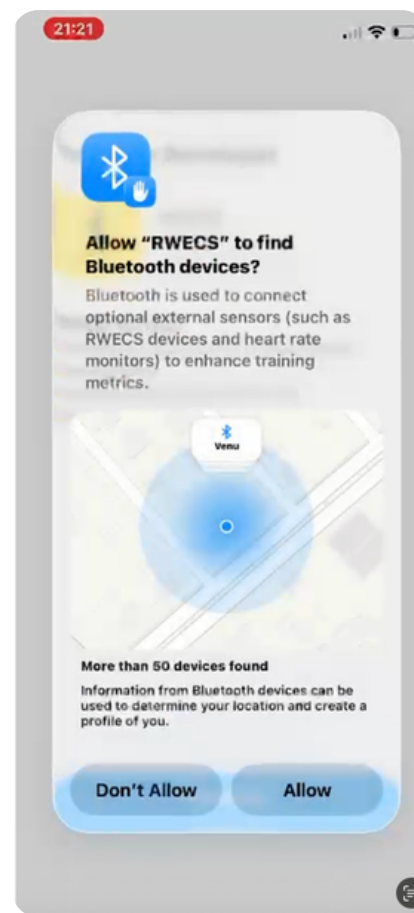 21:21
Allow “RWECS” to find
Bluetooth devices?
Bluetooth is used to connect
optional external sensors (such as
RWECS devices and heart rate
monitors) to enhance training
metrics.
Venu
More than 50 devices found
Information from Bluetooth devices can be
used to determine your location and create a
profile of you.
Don't Allow
Allow